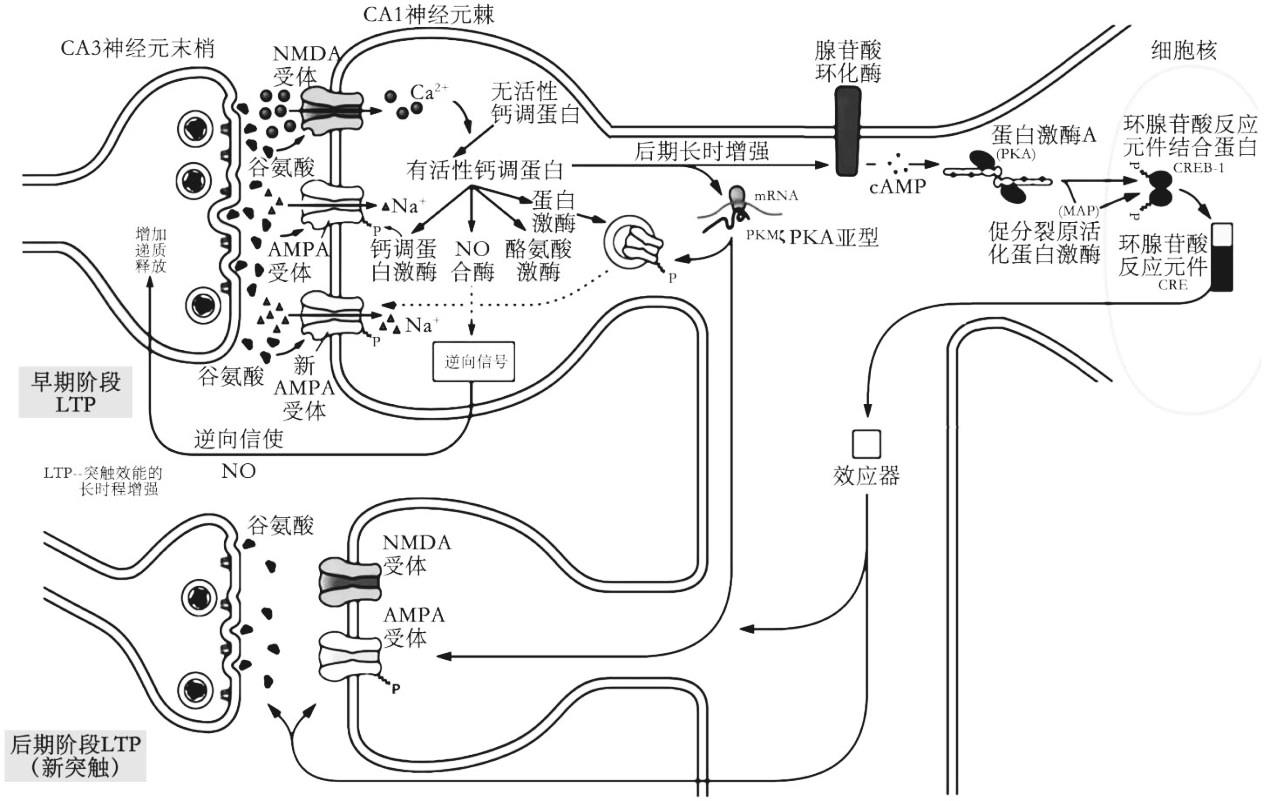 CA1神经元棘
CA3神经元末梢
NMDA
受体
Ca²⁺
无活性
钙调蛋白
腺苷酸
环化酶
细胞核
谷氨酸
有活性钙调蛋白
后期长时增强
cAMP
蛋白激酶A
(PKA)
环腺苷酸反应
元件结合蛋白
CREB-1
P
P
(MAP)
促分裂原活
化蛋白激酶
环腺苷酸
反应元件
CRE
mRNA
PKMζ PKA亚型
Na⁺
P
AMPA
受体
钙调蛋
白激酶
NO
合酶
酪氨酸
激酶
蛋白
激酶
P
增加
递质
释放
Na⁺
P
谷氨酸
新
AMPA
受体
逆向信号
早期阶段
LTP
逆向信使
NO
LTP--突触效能的
长时程增强
效应器
谷氨酸
NMDA
受体
AMPA
受体
P
后期阶段LTP
（新突触）